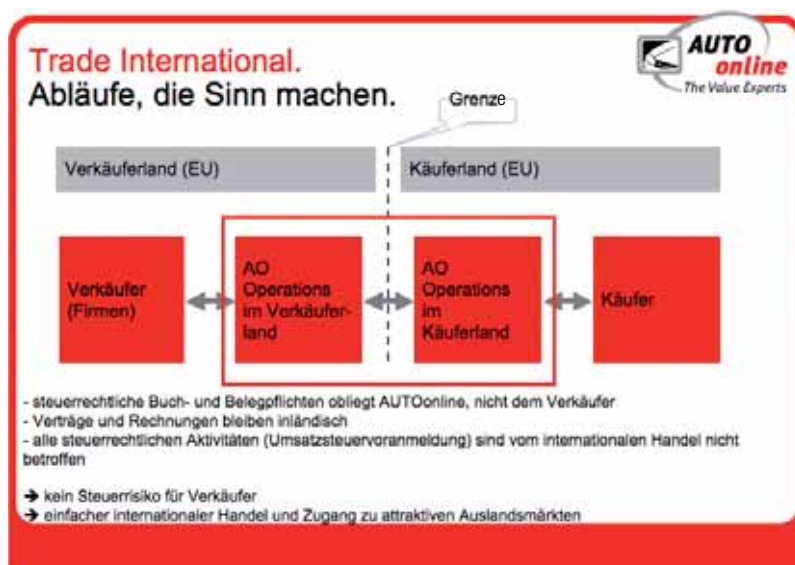 Trade International.
Abläufe, die Sinn machen.
AUTO
online
The Value Experts
Grenze
Verkäuferland (EU)
Käuferland (EU)
Verkäufer
(Firmen)
AO
Operations
im Verkäufer-
land
AO
Operations
im
Käuferland
Käufer
- steuerrechtliche Buch- und Belegpflichten obliegt AUTOonline, nicht dem Verkäufer
- Verträge und Rechnungen bleiben inländisch
- alle steuerrechtlichen Aktivitäten (Umsatzsteuervoranmeldung) sind vom internationalen Handel nicht
betroffen
➔ kein Steuerrisiko für Verkäufer
➔ einfacher internationaler Handel und Zugang zu attraktiven Auslandsmärkten